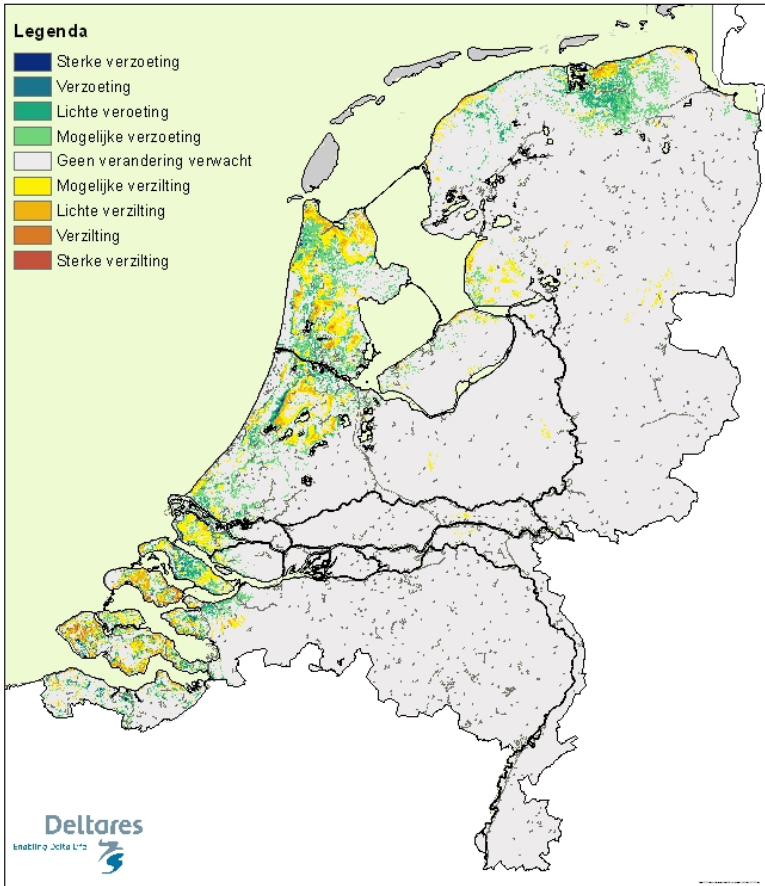 Legenda
Sterke verzoeting
Verzoeting
Lichte veroeting
Mogelijke verzoeting
Geen verandering verwacht
Mogelijke verzilting
Lichte verzilting
Verzilting
Sterke verzilting
Deltares
Enabling Delta Life